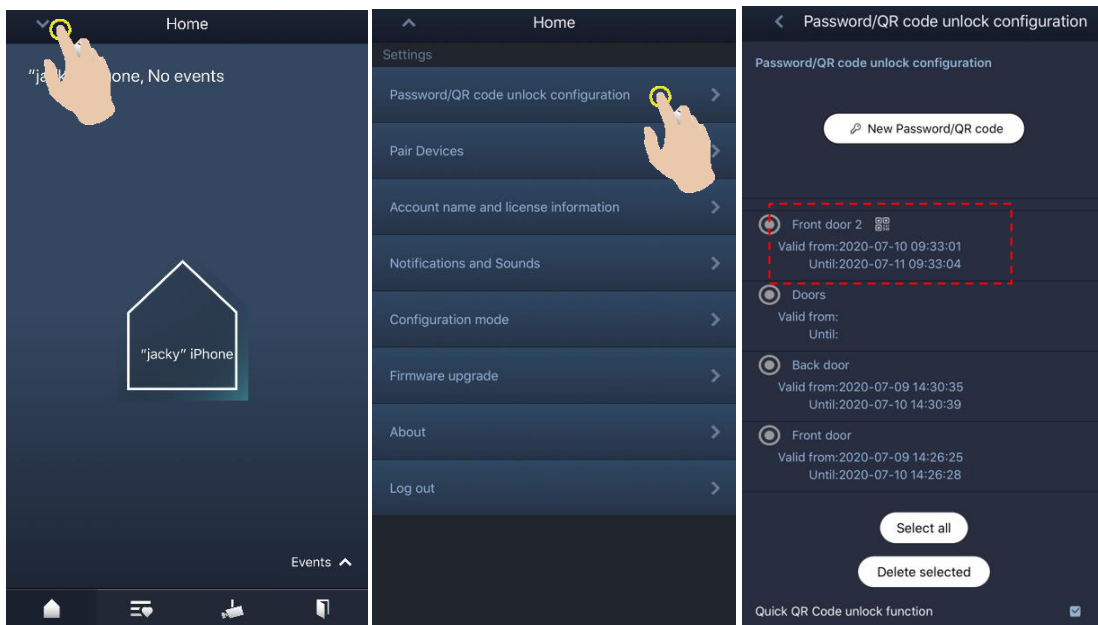 Home
"ja one, No events
"jacky" iPhone
Events
Home
Settings
Password/QR code unlock configuration
Pair Devices
Account name and license information
Notifications and Sounds
Configuration mode
Firmware upgrade
About
Log out
Password/QR code unlock configuration
Password/QR code unlock configuration
New Password/QR code
Front door 2
Valid from:2020-07-10 09:33:01
Until:2020-07-11 09:33:04
Doors
Valid from:
Until:
Back door
Valid from:2020-07-09 14:30:35
Until:2020-07-10 14:30:39
Front door
Valid from:2020-07-09 14:26:25
Until:2020-07-10 14:26:28
Select all
Delete selected
Quick QR Code unlock function